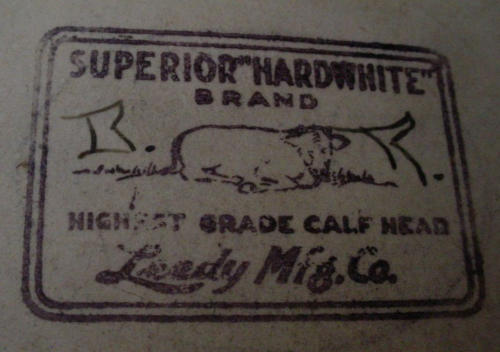 SUPERIOR "HARDWHITE"
BRAND
B. R.
HIGHEST GRADE CALF HEAD
Leedy Mfg. Co.